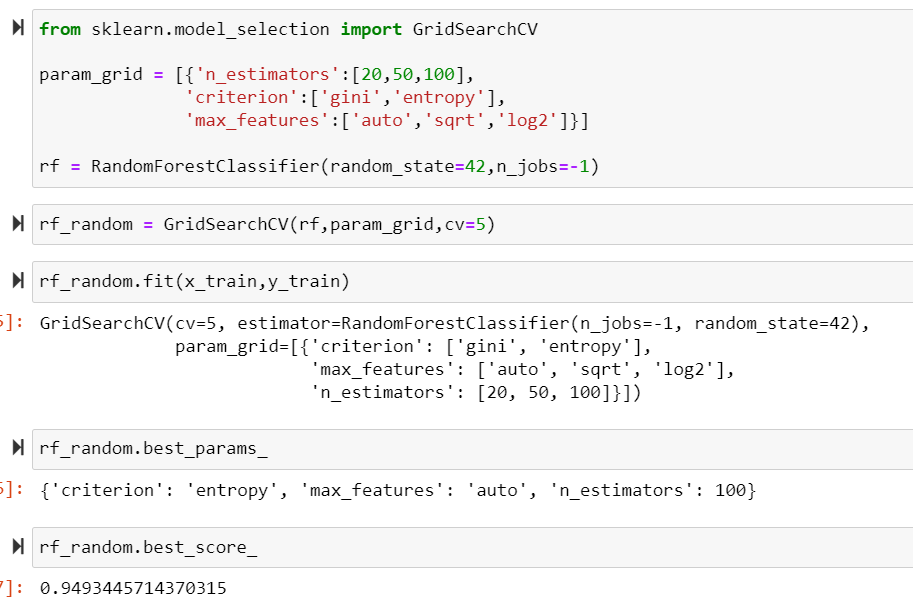 from sklearn.model_selection import GridSearchCV
param_grid = [{'n_estimators':[20,50,100],
'criterion':['gini','entropy'],
'max_features':['auto','sqrt','log2']}]
rf = RandomForestClassifier(random_state=42,n_jobs=-1)
rf_random = GridSearchCV(rf,param_grid,cv=5)
rf_random.fit(x_train,y_train)
5]: GridSearchCV(cv=5, estimator=RandomForestClassifier(n_jobs=-1, random_state=42),
param_grid=[{'criterion': ['gini', 'entropy'],
'max_features': ['auto', 'sqrt', 'log2'],
'n_estimators': [20, 50, 100]}])
rf_random.best_params_
]: {'criterion': 'entropy', 'max_features': 'auto', 'n_estimators': 100}
rf_random.best_score_
7]: 0.9493445714370315